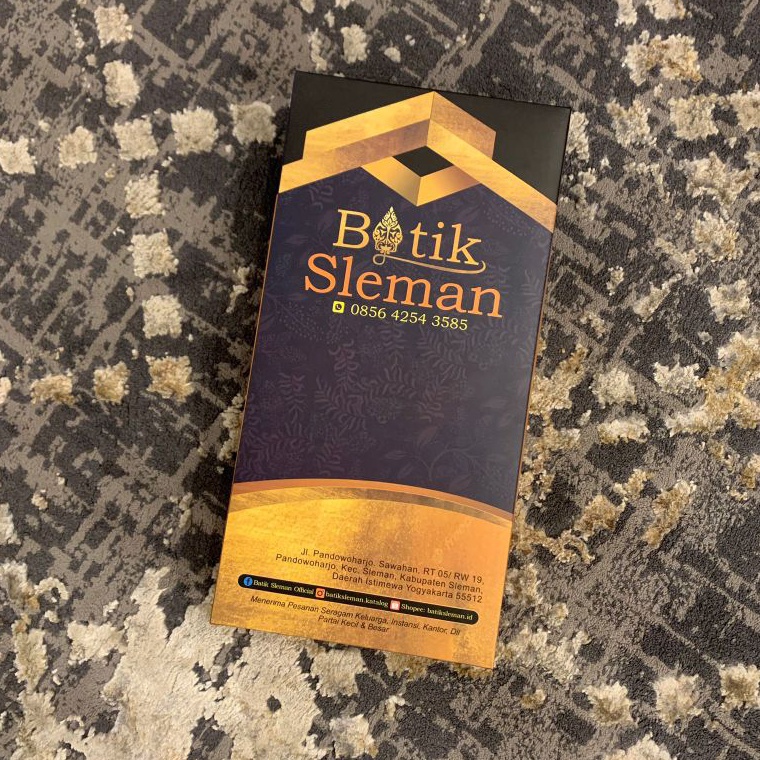 Batik
Sleman
0856 4254 3585
Jl. Pandowoharjo, Sawahan, RT 05/ RW 19,
Pandowoharjo, Kec. Sleman, Kabupaten Sleman,
Daerah Istimewa Yogyakarta 55512
Batik Sleman Official batiksleman.katalog Shopee: batiksleman.id
Menerima Pesanan Seragam Keluarga, Instansi, Kantor, Dll
Partai Kecil & Besar